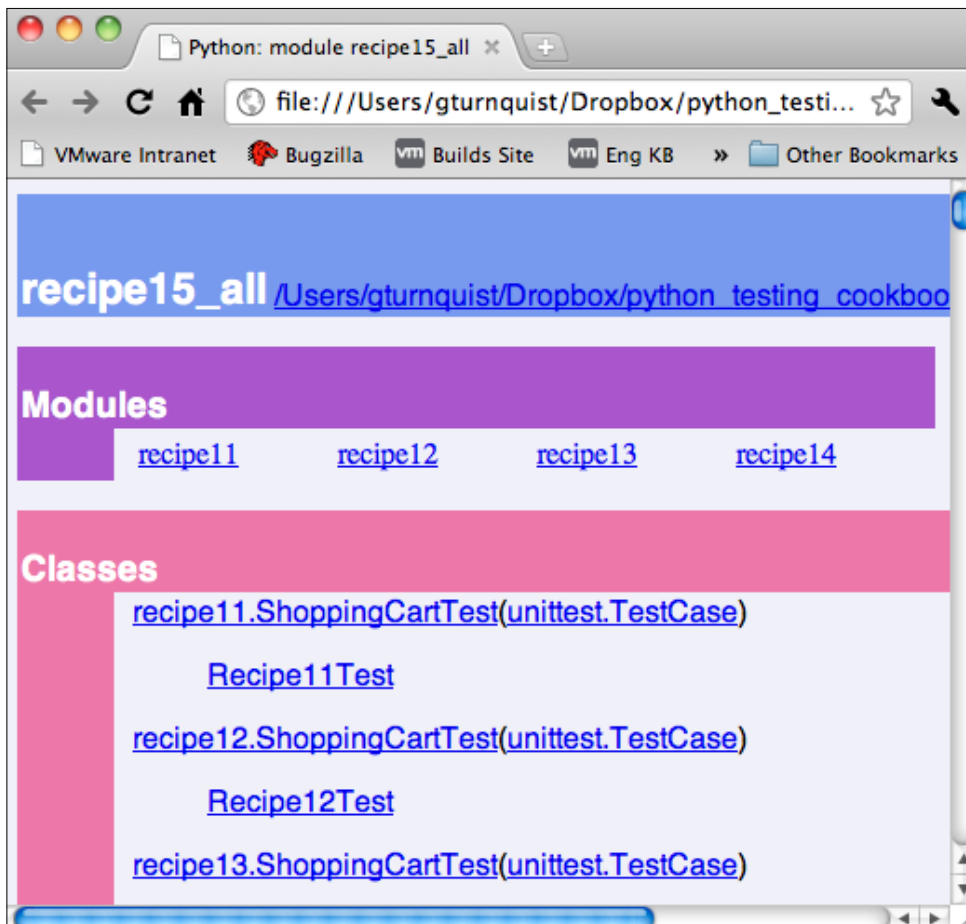 Python: module recipe15_all
file:///Users/gturnquist/Dropbox/python_testi...
VMware Intranet Bugzilla vm Builds Site vm Eng KB » Other Bookmarks
recipe15_all /Users/gturnquist/Dropbox/python_testing_cookboo
Modules
recipe11 recipe12 recipe13 recipe14
Classes
recipe11.ShoppingCartTest(unittest.TestCase)
Recipe11Test
recipe12.ShoppingCartTest(unittest.TestCase)
Recipe12Test
recipe13.ShoppingCartTest(unittest.TestCase)